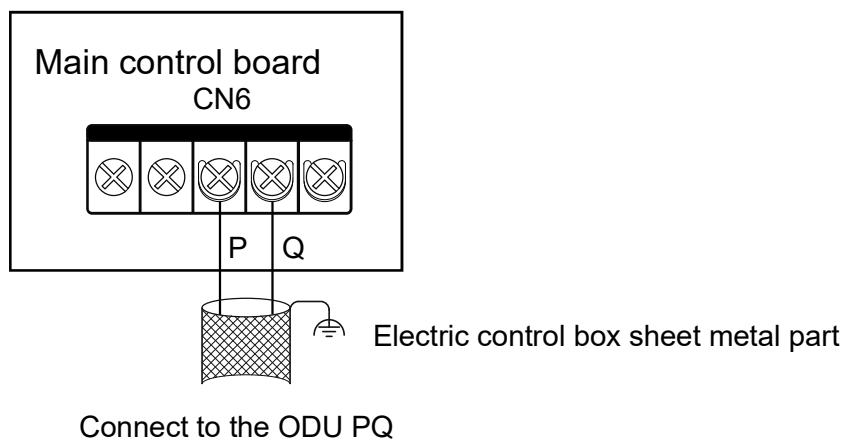 Main control board
CN6
P Q
Electric control box sheet metal part
Connect to the ODU PQ